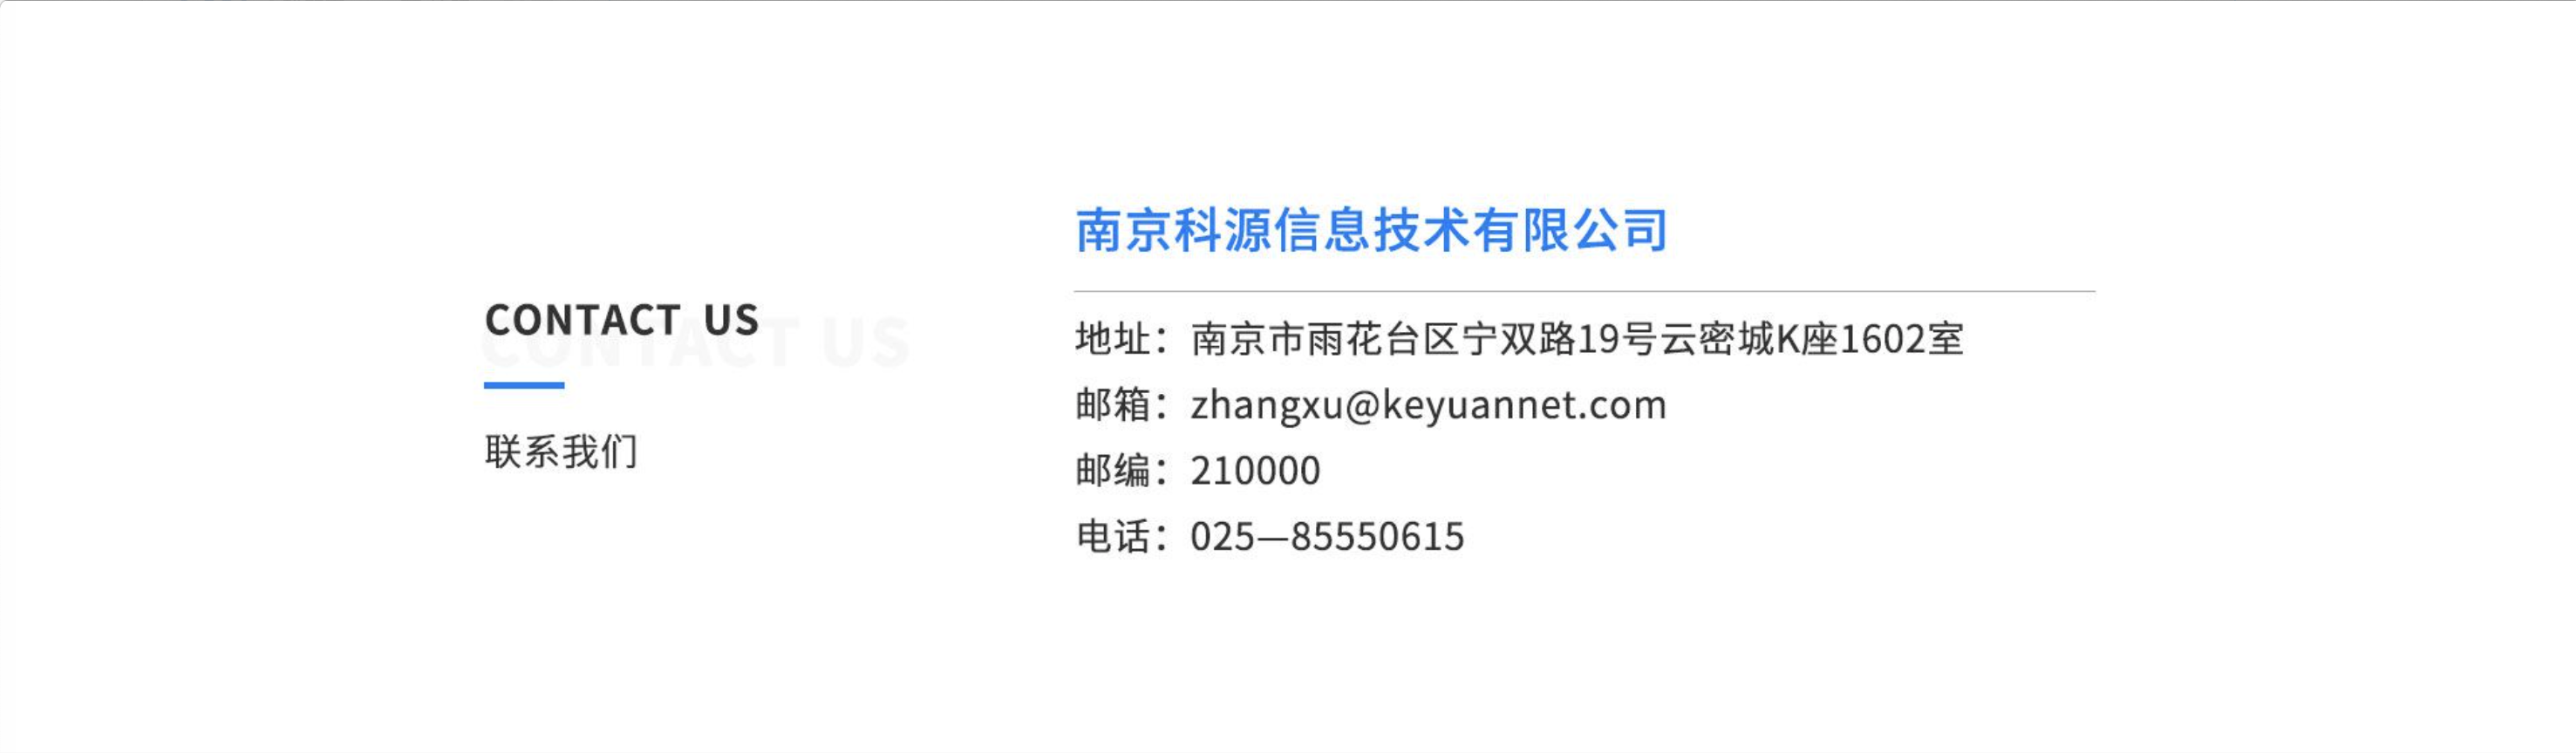 CONTACT US
CONTACT US
联系我们
南京科源信息技术有限公司
地址：南京市雨花台区宁双路19号云密城K座1602室
邮箱：zhangxu@keyuannet.com
邮编：210000
电话：025—85550615